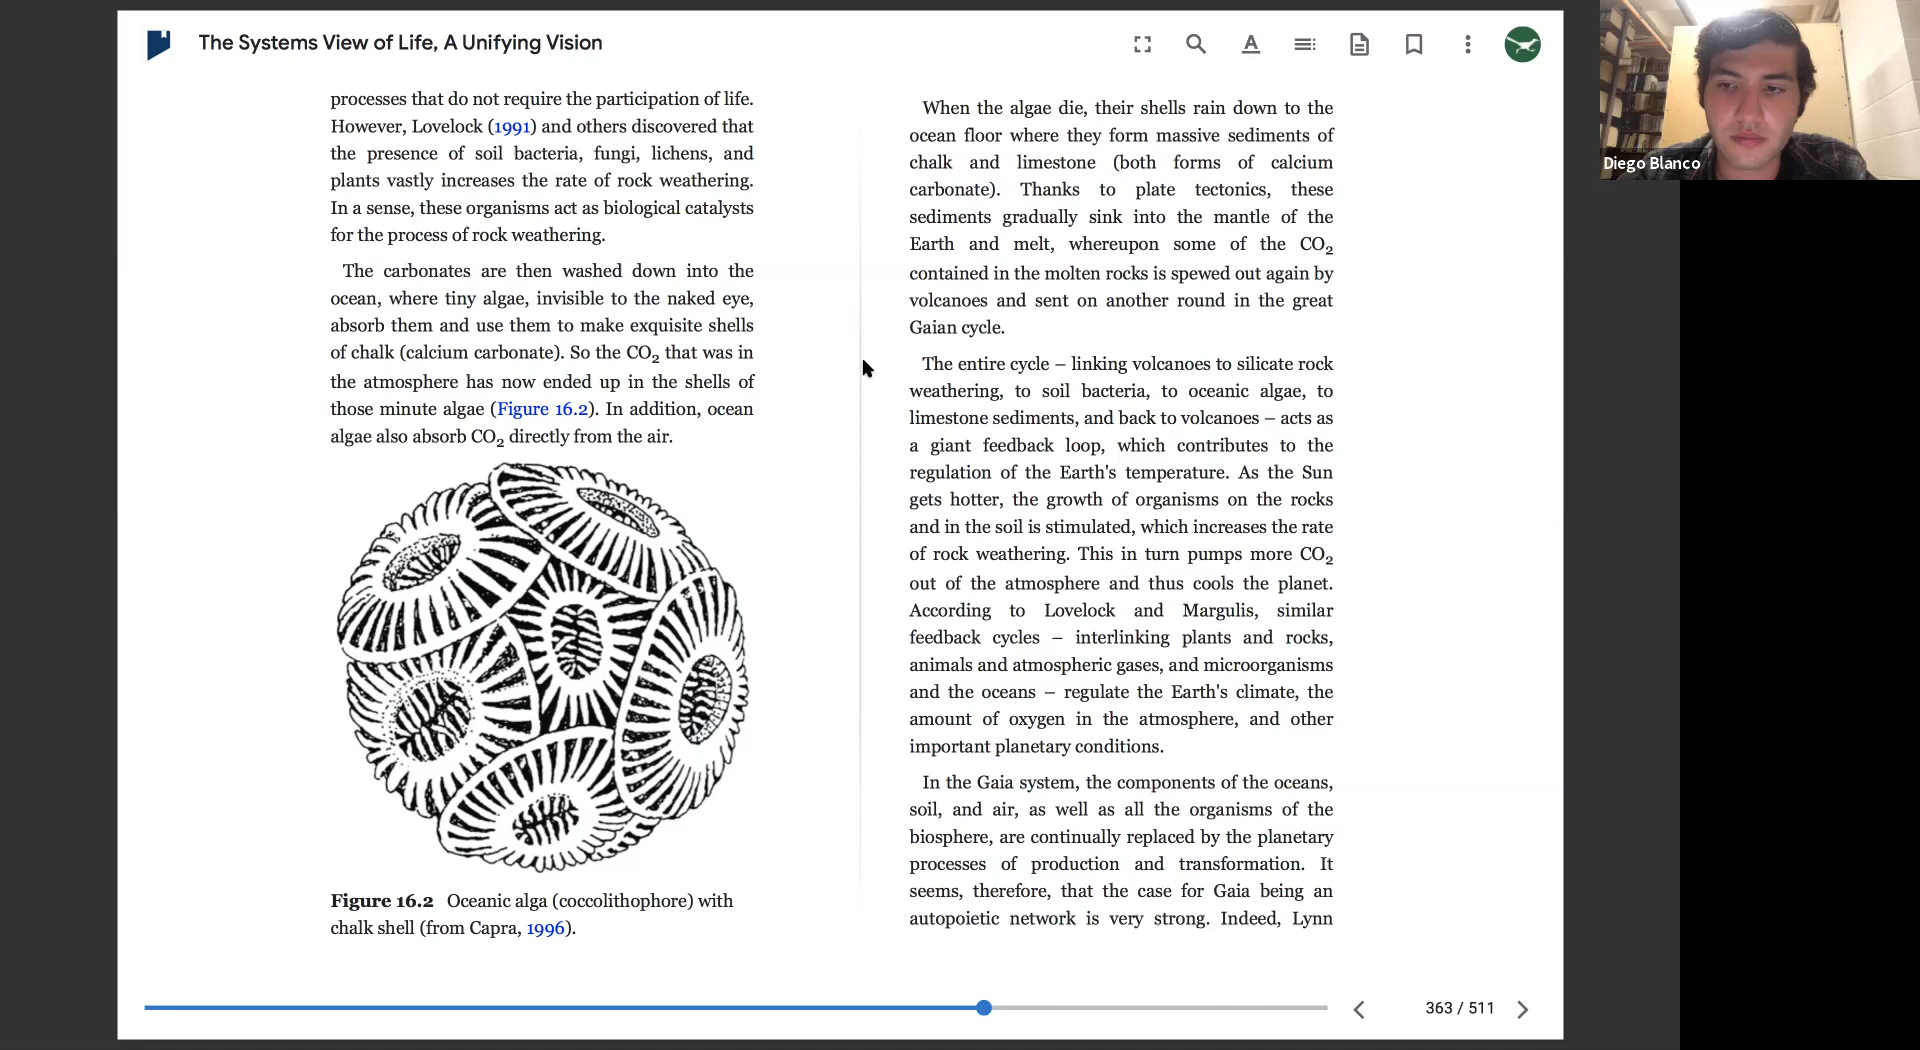 The Systems View of Life, A Unifying Vision
processes that do not require the participation of life.
However, Lovelock (1991) and others discovered that
the presence of soil bacteria, fungi, lichens, and
plants vastly increases the rate of rock weathering.
In a sense, these organisms act as biological catalysts
for the process of rock weathering.
The carbonates are then washed down into the
ocean, where tiny algae, invisible to the naked eye,
absorb them and use them to make exquisite shells
of chalk (calcium carbonate). So the CO₂ that was in
the atmosphere has now ended up in the shells of
those minute algae (Figure 16.2). In addition, ocean
algae also absorb CO₂ directly from the air.
Figure 16.2 Oceanic alga (coccolithophore) with
chalk shell (from Capra, 1996).
When the algae die, their shells rain down to the
ocean floor where they form massive sediments of
chalk and limestone (both forms of calcium
carbonate). Thanks to plate tectonics, these
sediments gradually sink into the mantle of the
Earth and melt, whereupon some of the CO₂
contained in the molten rocks is spewed out again by
volcanoes and sent on another round in the great
Gaian cycle.
The entire cycle – linking volcanoes to silicate rock
weathering, to soil bacteria, to oceanic algae, to
limestone sediments, and back to volcanoes – acts as
a giant feedback loop, which contributes to the
regulation of the Earth's temperature. As the Sun
gets hotter, the growth of organisms on the rocks
and in the soil is stimulated, which increases the rate
of rock weathering. This in turn pumps more CO₂
out of the atmosphere and thus cools the planet.
According to Lovelock and Margulis, similar
feedback cycles – interlinking plants and rocks,
animals and atmospheric gases, and microorganisms
and the oceans – regulate the Earth's climate, the
amount of oxygen in the atmosphere, and other
important planetary conditions.
In the Gaia system, the components of the oceans,
soil, and air, as well as all the organisms of the
biosphere, are continually replaced by the planetary
processes of production and transformation. It
seems, therefore, that the case for Gaia being an
autopoietic network is very strong. Indeed, Lynn
363 / 511
Diego Blanco